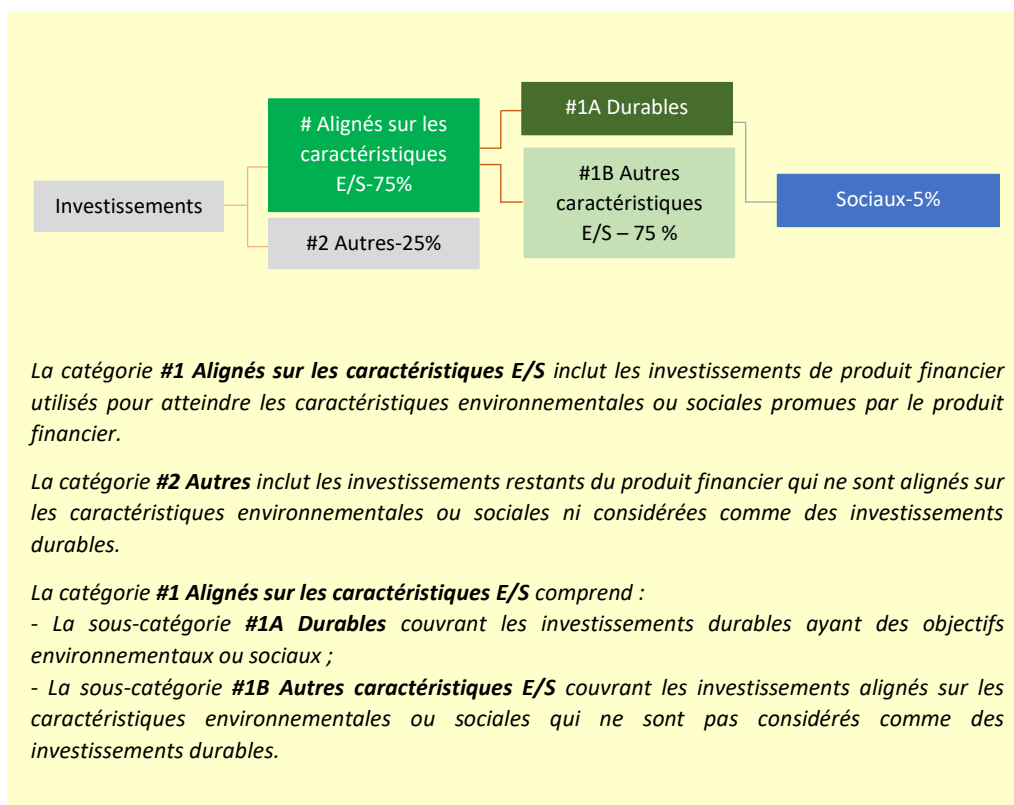 # Alignés sur les
caractéristiques
E/S-75%
#1A Durables
#1B Autres
caractéristiques
E/S – 75 %
Investissements
Sociaux-5%
#2 Autres-25%
La catégorie #1 Alignés sur les caractéristiques E/S inclut les investissements de produit financier
utilisés pour atteindre les caractéristiques environnementales ou sociales promues par le produit
financier.
La catégorie #2 Autres inclut les investissements restants du produit financier qui ne sont alignés sur
les caractéristiques environnementales ou sociales ni considérées comme des investissements
durables.
La catégorie #1 Alignés sur les caractéristiques E/S comprend :
- La sous-catégorie #1A Durables couvrant les investissements durables ayant des objectifs
environnementaux ou sociaux ;
- La sous-catégorie #1B Autres caractéristiques E/S couvrant les investissements alignés sur les
caractéristiques environnementales ou sociales qui ne sont pas considérés comme des
investissements durables.